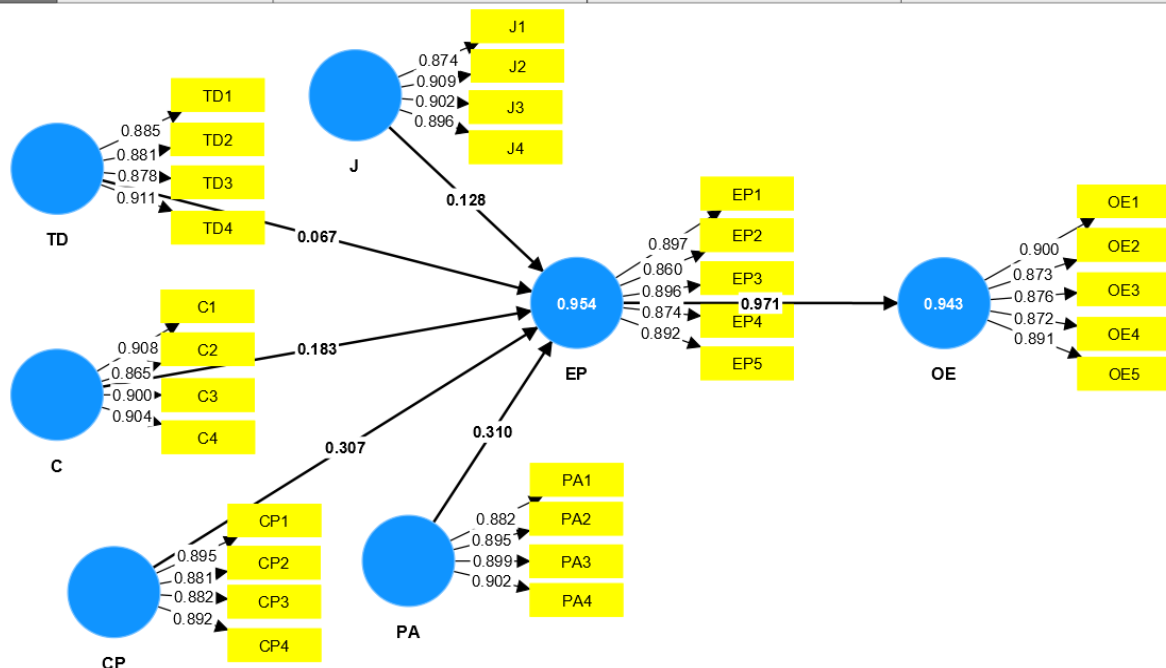 J1
0.874
J2
0.909
0.902
J3
0.896
J4
J
TD1
0.885
TD2
0.881
TD3
0.878
0.911
TD4
TD
0.128
0.067
C1
0.908
C2
0.865
C3
0.900
0.904
C4
C
0.183
0.307
CP1
0.895
CP2
0.881
CP3
0.882
0.892
CP4
CP
0.310
PA1
0.882
PA2
0.895
PA3
0.899
0.902
PA4
PA
0.954
EP
EP1
0.897
EP2
0.860
EP3
0.896
0.874
EP4
0.892
EP5
0.971
0.943
OE
OE1
0.900
OE2
0.873
OE3
0.876
0.872
OE4
0.891
OE5